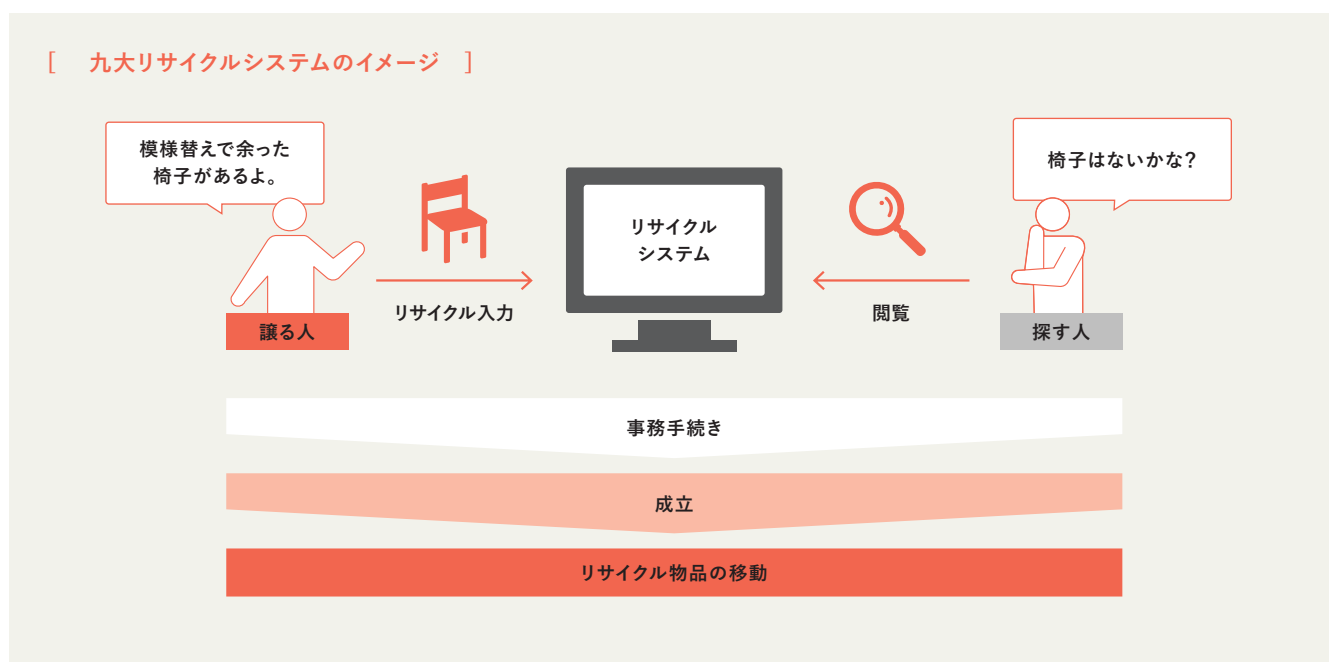 [ 九大リサイクルシステムのイメージ ]
模様替えで余った
椅子があるよ。
椅子はないかな?
リサイクル
システム
リサイクル入力
閲覧
譲る人
探す人
事務手続き
成立
リサイクル物品の移動